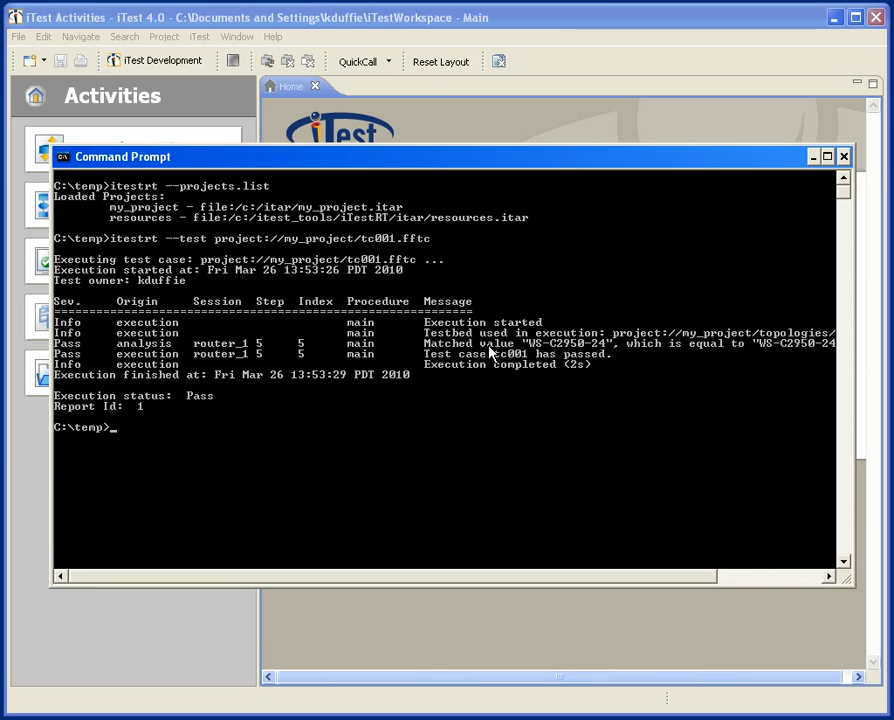 iTest Activities - iTest 4.0 - C:\Documents and Settings\kduffie\iTestWorkspace - Main
File Edit Navigate Search Project iTest Window Help
iTest Development QuickCall Reset Layout
Activities
Home
iTest
Command Prompt
C:\temp>itestrt --projects.list
Loaded Projects:
my_project - file:/c:/itar/my_project.itar
resources - file:/c:/itest_tools/iTestRT/itar/resources.itar
C:\temp>itestrt --test project://my_project/tc001.fftc
Executing test case: project://my_project/tc001.fftc ...
Execution started at: Fri Mar 26 13:53:26 PDT 2010
Test owner: kduffie
Sev. Origin Session Step Index Procedure Message
================================================================================
Info execution main Execution started
Info execution main Testbed used in execution: project://my_project/topologies/
Pass analysis router_1 5 5 main Matched value "WS-C2950-24", which is equal to "WS-C2950-24
Pass execution router_1 5 5 main Test case tc001 has passed.
Info execution main Execution completed (2s)
Execution finished at: Fri Mar 26 13:53:29 PDT 2010
Execution status: Pass
Report Id: 1
C:\temp>_